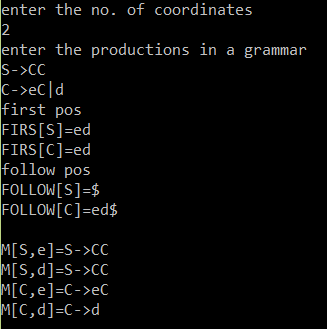 enter the no. of coordinates
2
enter the productions in a grammar
S->CC
C->eC|d
first pos
FIRS[S]=ed
FIRS[C]=ed
follow pos
FOLLOW[S]=$
FOLLOW[C]=ed$
M[S,e]=S->CC
M[S,d]=S->CC
M[C,e]=C->eC
M[C,d]=C->d